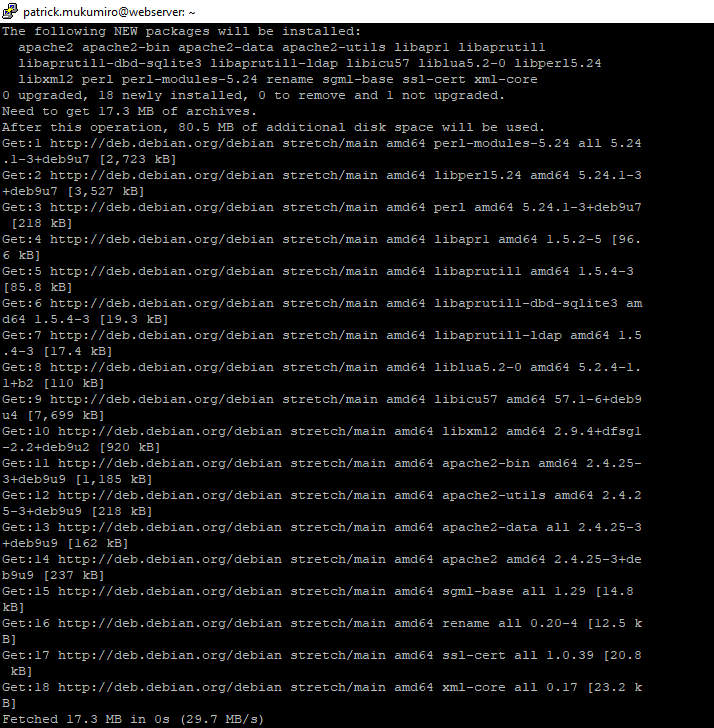 patrick.mukumiro@webserver: ~
The following NEW packages will be installed:
  apache2 apache2-bin apache2-data apache2-utils libapr1 libaprutil1
  libaprutil1-dbd-sqlite3 libaprutil1-ldap libicu57 liblua5.2-0 libperl5.24
  libxml2 perl perl-modules-5.24 rename sgml-base ssl-cert xml-core
0 upgraded, 18 newly installed, 0 to remove and 1 not upgraded.
Need to get 17.3 MB of archives.
After this operation, 80.5 MB of additional disk space will be used.
Get:1 http://deb.debian.org/debian stretch/main amd64 perl-modules-5.24 all 5.24
.1-3+deb9u7 [2,723 kB]
Get:2 http://deb.debian.org/debian stretch/main amd64 libperl5.24 amd64 5.24.1-3
+deb9u7 [3,527 kB]
Get:3 http://deb.debian.org/debian stretch/main amd64 perl amd64 5.24.1-3+deb9u7
 [218 kB]
Get:4 http://deb.debian.org/debian stretch/main amd64 libapr1 amd64 1.5.2-5 [96.
6 kB]
Get:5 http://deb.debian.org/debian stretch/main amd64 libaprutil1 amd64 1.5.4-3
[85.8 kB]
Get:6 http://deb.debian.org/debian stretch/main amd64 libaprutil1-dbd-sqlite3 am
d64 1.5.4-3 [19.3 kB]
Get:7 http://deb.debian.org/debian stretch/main amd64 libaprutil1-ldap amd64 1.5
.4-3 [17.4 kB]
Get:8 http://deb.debian.org/debian stretch/main amd64 liblua5.2-0 amd64 5.2.4-1.
1+b2 [110 kB]
Get:9 http://deb.debian.org/debian stretch/main amd64 libicu57 amd64 57.1-6+deb9
u4 [7,699 kB]
Get:10 http://deb.debian.org/debian stretch/main amd64 libxml2 amd64 2.9.4+dfsg1
-2.2+deb9u2 [920 kB]
Get:11 http://deb.debian.org/debian stretch/main amd64 apache2-bin amd64 2.4.25-
3+deb9u9 [1,185 kB]
Get:12 http://deb.debian.org/debian stretch/main amd64 apache2-utils amd64 2.4.2
5-3+deb9u9 [218 kB]
Get:13 http://deb.debian.org/debian stretch/main amd64 apache2-data all 2.4.25-3
+deb9u9 [162 kB]
Get:14 http://deb.debian.org/debian stretch/main amd64 apache2 amd64 2.4.25-3+de
b9u9 [237 kB]
Get:15 http://deb.debian.org/debian stretch/main amd64 sgml-base all 1.29 [14.8
kB]
Get:16 http://deb.debian.org/debian stretch/main amd64 rename all 0.20-4 [12.5 k
B]
Get:17 http://deb.debian.org/debian stretch/main amd64 ssl-cert all 1.0.39 [20.8
 kB]
Get:18 http://deb.debian.org/debian stretch/main amd64 xml-core all 0.17 [23.2 k
B]
Fetched 17.3 MB in 0s (29.7 MB/s)